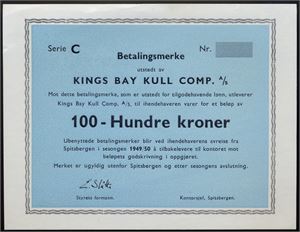 Serie C
Nr.
Betalingsmerke
utstedt av
KINGS BAY KULL COMP. A/S
Mot dette betalingsmerke, som er utstedt for tilgodehavende lønn, utleverer
Kings Bay Kull Comp. A/S, til ihendehaveren varer for et beløp av
100 - Hundre kroner
Ubenyttede betalingsmerker blir ved ihendehaverens avreise fra
Spitsbergen i sesongen 1949/50 å tilbakelevere til kontoret mot
beløpets godskrivning i oppgjøret.
Merket er ugyldig utenfor Spitsbergen og etter sesongens avslutning.
Styrets formann.
Kontorsjef, Spitsbergen.